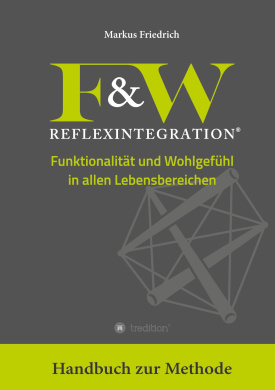 Markus Friedrich
F&W
REFLEXINTEGRATION®
Funktionalität und Wohlgefühl
in allen Lebensbereichen
tredition®
Handbuch zur Methode